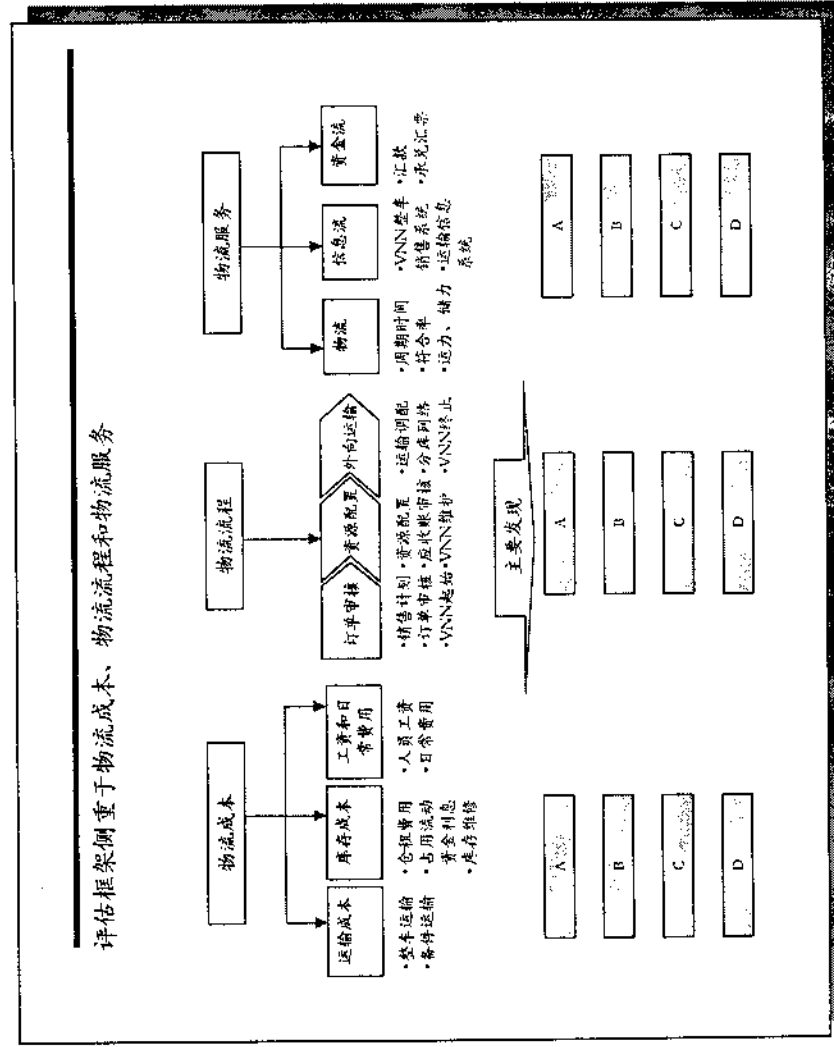 评估框架侧重于物流成本、物流流程和物流服务
物流成本
运输成本
•整车运输
•备件运输
库存成本
•仓租费用
•占用流动
资金利息
•库存维修
工资和日
常费用
•人员工资
•日常费用
物流流程
订单审核
资源配置
外向运输
•销售计划
•订单审核
•VNN起始
•资源配置
•应收账审核
•VNN维护
•运输调配
•分库到终
•VNN终止
物流服务
物流
•周期时间
•符合率
•运力、储力
信息流
•VNN整车
销售系统
•运输信息
系统
资金流
•汇款
•承兑汇票
主要发现
A
B
C
D
A
B
C
D
A
B
C
D